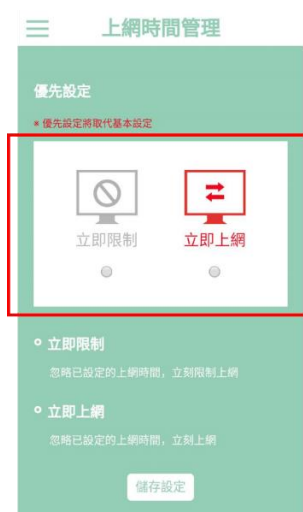 上網時間管理
優先設定
* 優先設定將取代基本設定
立即限制 立即上網
立即限制
忽略已設定的上網時間，立刻限制上網
立即上網
忽略已設定的上網時間，立刻上網
儲存設定